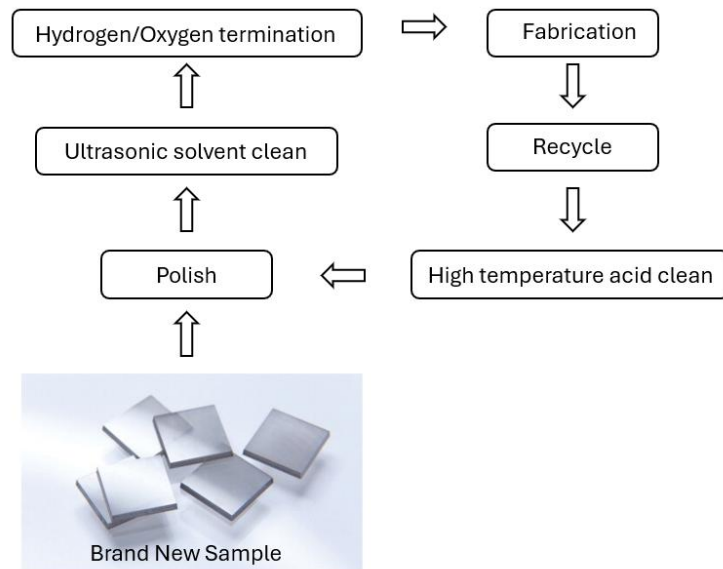 Hydrogen/Oxygen termination
Fabrication
Ultrasonic solvent clean
Recycle
Polish
High temperature acid clean
Brand New Sample